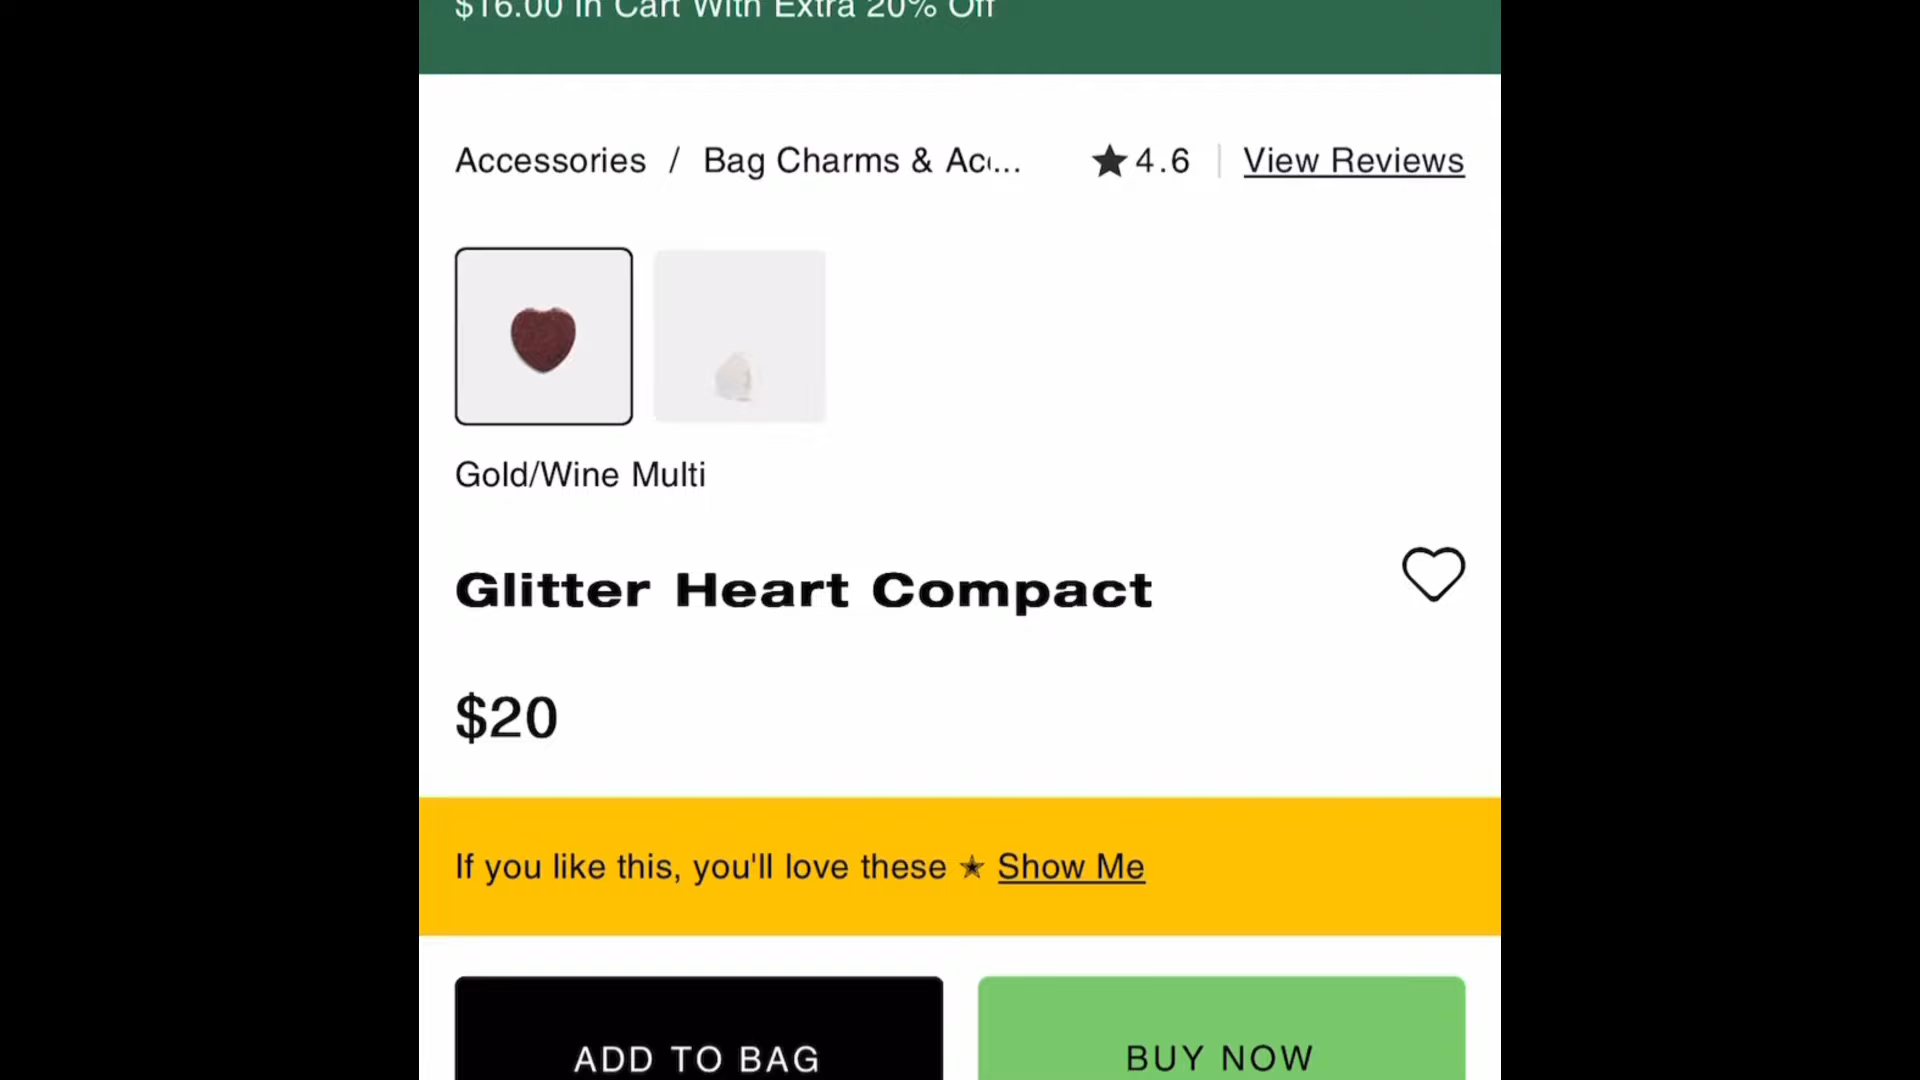 $16.00 In Cart With Extra 20% Off
Accessories / Bag Charms & Ac... ★4.6 | View Reviews
Gold/Wine Multi
Glitter Heart Compact
$20
If you like this, you'll love these ★ Show Me
ADD TO BAG BUY NOW